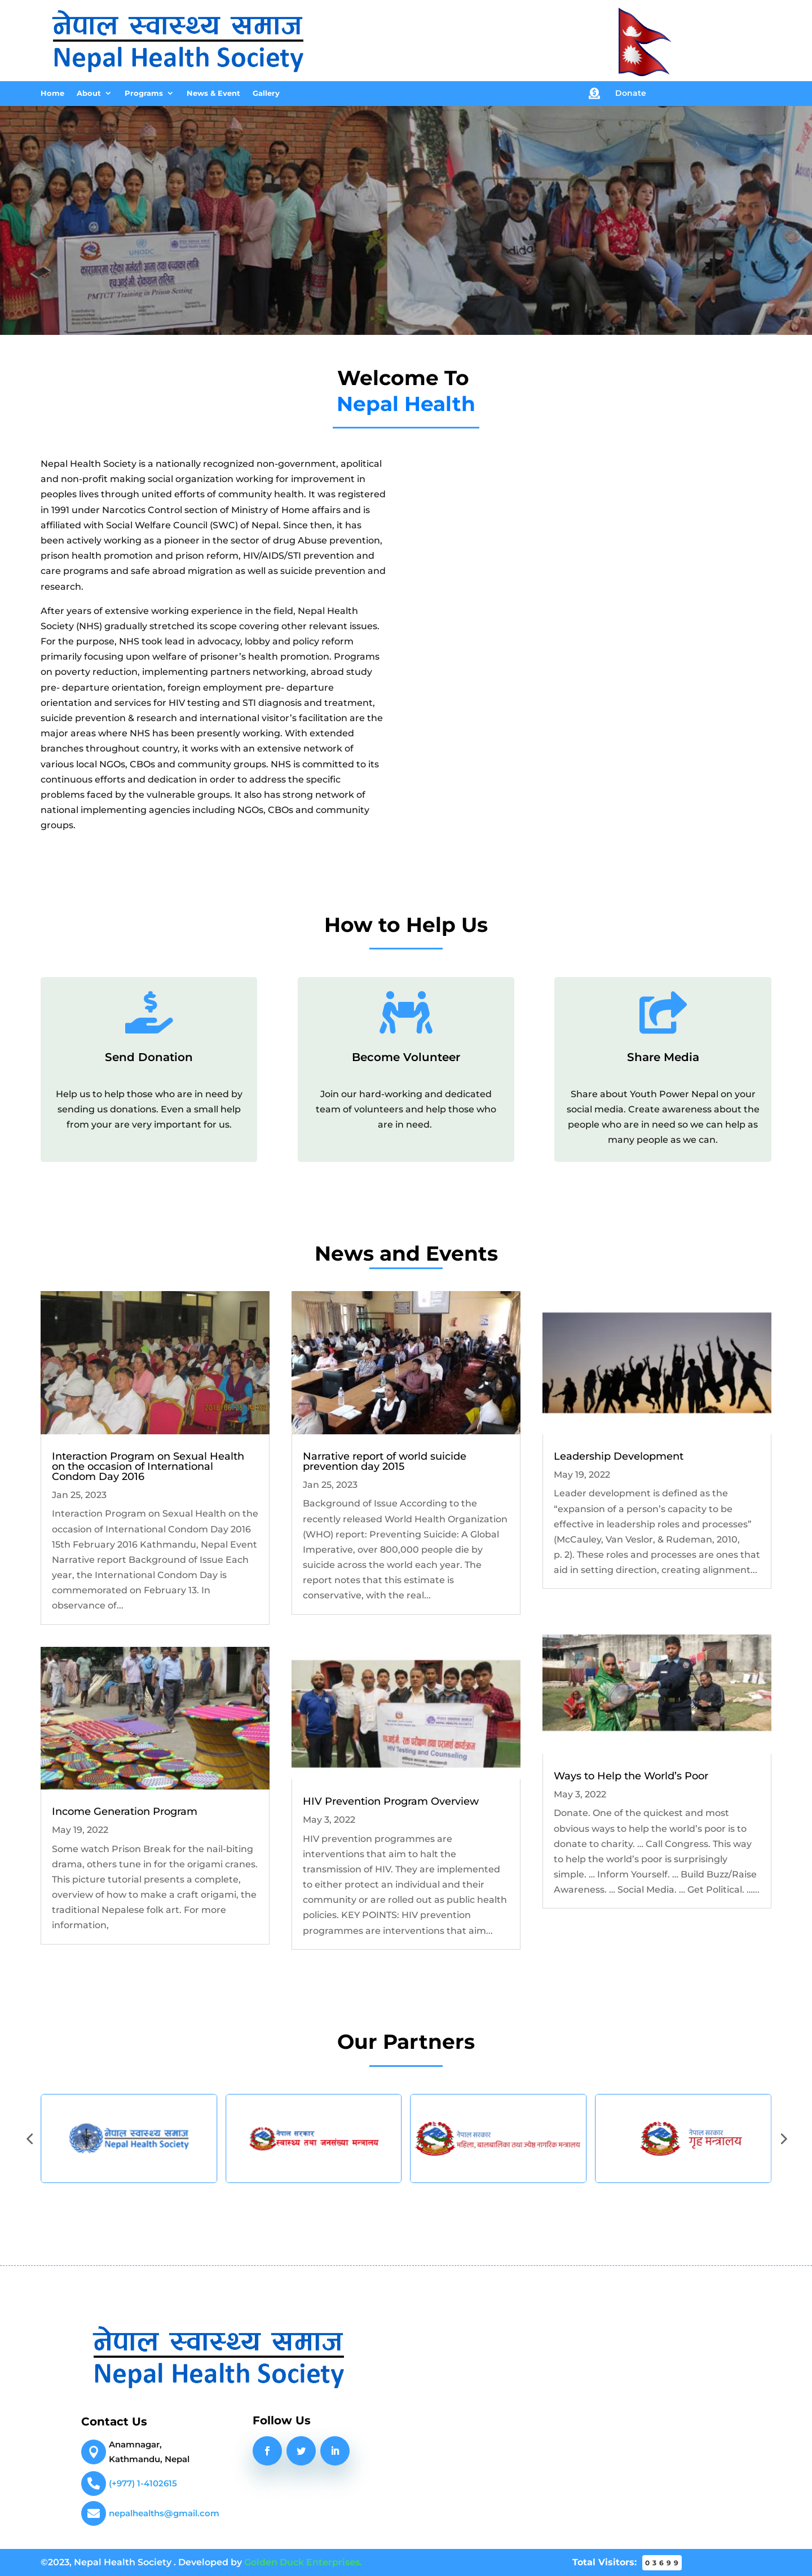 नेपाल स्वास्थ्य समाज
Nepal Health Society
Home About Programs News & Event Gallery Donate
UNODC
कारागारमा रहेका गर्भवती आमा तथा बच्चाका लागि
PMTCT Training in Prison Setting
adidas
Welcome To
Nepal Health
Nepal Health Society is a nationally recognized non-government, apolitical
and non-profit making social organization working for improvement in
peoples lives through united efforts of community health. It was registered
in 1991 under Narcotics Control section of Ministry of Home affairs and is
affiliated with Social Welfare Council (SWC) of Nepal. Since then, it has
been actively working as a pioneer in the sector of drug Abuse prevention,
prison health promotion and prison reform, HIV/AIDS/STI prevention and
care programs and safe abroad migration as well as suicide prevention and
research.
After years of extensive working experience in the field, Nepal Health
Society (NHS) gradually stretched its scope covering other relevant issues.
For the purpose, NHS took lead in advocacy, lobby and policy reform
primarily focusing upon welfare of prisoner’s health promotion. Programs
on poverty reduction, implementing partners networking, abroad study
pre- departure orientation, foreign employment pre- departure
orientation and services for HIV testing and STI diagnosis and treatment,
suicide prevention & research and international visitor’s facilitation are the
major areas where NHS has been presently working. With extended
branches throughout country, it works with an extensive network of
various local NGOs, CBOs and community groups. NHS is committed to its
continuous efforts and dedication in order to address the specific
problems faced by the vulnerable groups. It also has strong network of
national implementing agencies including NGOs, CBOs and community
groups.
How to Help Us
Send Donation
Help us to help those who are in need by
sending us donations. Even a small help
from your are very important for us.
Become Volunteer
Join our hard-working and dedicated
team of volunteers and help those who
are in need.
Share Media
Share about Youth Power Nepal on your
social media. Create awareness about the
people who are in need so we can help as
many people as we can.
News and Events
Interaction Program on Sexual Health
on the occasion of International
Condom Day 2016
Jan 25, 2023
Interaction Program on Sexual Health on the
occasion of International Condom Day 2016
15th February 2016 Kathmandu, Nepal Event
Narrative report Background of Issue Each
year, the International Condom Day is
commemorated on February 13. In
observance of...
Narrative report of world suicide
prevention day 2015
Jan 25, 2023
Background of Issue According to the
recently released World Health Organization
(WHO) report: Preventing Suicide: A Global
Imperative, over 800,000 people die by
suicide across the world each year. The
report notes that this estimate is
conservative, with the real...
Leadership Development
May 19, 2022
Leader development is defined as the
“expansion of a person’s capacity to be
effective in leadership roles and processes”
(McCauley, Van Veslor, & Rudeman, 2010,
p. 2). These roles and processes are ones that
aid in setting direction, creating alignment...
Income Generation Program
May 19, 2022
Some watch Prison Break for the nail-biting
drama, others tune in for the origami cranes.
This picture tutorial presents a complete,
overview of how to make a craft origami, the
traditional Nepalese folk art. For more
information,
HIV Testing and Counseling
HIV Prevention Program Overview
May 3, 2022
HIV prevention programmes are
interventions that aim to halt the
transmission of HIV. They are implemented
to either protect an individual and their
community or are rolled out as public health
policies. KEY POINTS: HIV prevention
programmes are interventions that aim...
Ways to Help the World’s Poor
May 3, 2022
Donate. One of the quickest and most
obvious ways to help the world’s poor is to
donate to charity. ... Call Congress. This way
to help the world’s poor is surprisingly
simple. ... Inform Yourself. ... Build Buzz/Raise
Awareness. ... Social Media. ... Get Political. ......
Our Partners
नेपाल स्वास्थ्य समाज
Nepal Health Society
नेपाल सरकार
स्वास्थ्य तथा जनसंख्या मन्त्रालय
नेपाल सरकार
महिला, बालबालिका तथा ज्येष्ठ नागरिक मन्त्रालय
नेपाल सरकार
गृह मन्त्रालय
नेपाल स्वास्थ्य समाज
Nepal Health Society
Contact Us
Anamnagar,
Kathmandu, Nepal
(+977) 1-4102615
nepalhealths@gmail.com
Follow Us
©2023, Nepal Health Society . Developed by Golden Duck Enterprises. Total Visitors: 03699